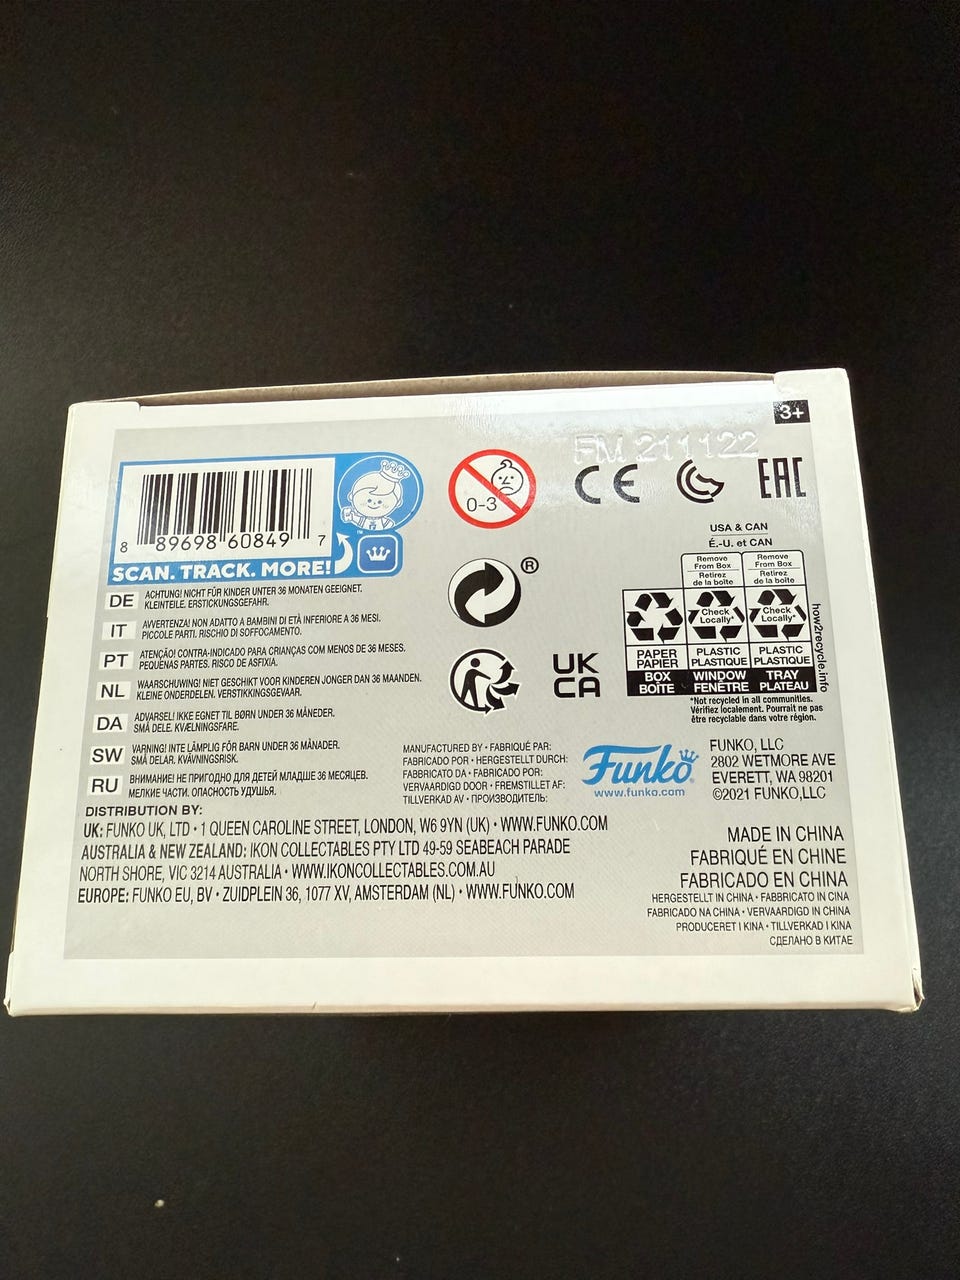 3+
FM 211122
8 89698 60849 7
SCAN. TRACK. MORE!
™
0-3
CE
EAC
®
UK
CA
USA & CAN
É.-U. et CAN
Remove
From Box
Retirez
de la boîte
Remove
From Box
Retirez
de la boîte
Check
Locally*
Check
Locally*
PAPER
PAPIER
BOX
BOÎTE
PLASTIC
PLASTIQUE
WINDOW
FENÊTRE
PLASTIC
PLASTIQUE
TRAY
PLATEAU
how2recycle.info
*Not recycled in all communities.
Vérifiez localement. Pourrait ne pas
être recyclable dans votre région.
DE ACHTUNG! NICHT FÜR KINDER UNTER 36 MONATEN GEEIGNET.
KLEINTEILE. ERSTICKUNGSGEFAHR.
IT AVVERTENZA! NON ADATTO A BAMBINI DI ETÀ INFERIORE A 36 MESI.
PICCOLE PARTI. RISCHIO DI SOFFOCAMENTO.
PT ATENÇÃO! CONTRA-INDICADO PARA CRIANÇAS COM MENOS DE 36 MESES.
PEQUENAS PARTES. RISCO DE ASFIXIA.
NL WAARSCHUWING! NIET GESCHIKT VOOR KINDEREN JONGER DAN 36 MAANDEN.
KLEINE ONDERDELEN. VERSTIKKINGSGEVAAR.
DA ADVARSEL! IKKE EGNET TIL BØRN UNDER 36 MÅNEDER.
SMÅ DELE. KVÆLNINGSFARE.
SW VARNING! INTE LÄMPLIG FÖR BARN UNDER 36 MÅNADER.
SMÅ DELAR. KVÄVNINGSRISK.
RU ВНИМАНИЕ! НЕ ПРИГОДНО ДЛЯ ДЕТЕЙ МЛАДШЕ 36 МЕСЯЦЕВ.
МЕЛКИЕ ЧАСТИ. ОПАСНОСТЬ УДУШЬЯ.
MANUFACTURED BY • FABRIQUÉ PAR:
FABRICADO POR • HERGESTELLT DURCH:
FABBRICATO DA • FABRICADO POR:
VERVAARDIGD DOOR • FREMSTILLET AF:
TILLVERKAD AV • ПРОИЗВОДИТЕЛЬ:
Funko
www.funko.com
FUNKO, LLC
2802 WETMORE AVE
EVERETT, WA 98201
©2021 FUNKO,LLC
DISTRIBUTION BY:
UK: FUNKO UK, LTD • 1 QUEEN CAROLINE STREET, LONDON, W6 9YN (UK) • WWW.FUNKO.COM
AUSTRALIA & NEW ZEALAND: IKON COLLECTABLES PTY LTD 49-59 SEABEACH PARADE
NORTH SHORE, VIC 3214 AUSTRALIA • WWW.IKONCOLLECTABLES.COM.AU
EUROPE: FUNKO EU, BV • ZUIDPLEIN 36, 1077 XV, AMSTERDAM (NL) • WWW.FUNKO.COM
MADE IN CHINA
FABRIQUÉ EN CHINE
FABRICADO EN CHINA
HERGESTELLT IN CHINA • FABBRICATO IN CINA
FABRICADO NA CHINA • VERVAARDIGD IN CHINA
PRODUCERET I KINA • TILLVERKAD I KINA
СДЕЛАНО В КИТАЕ